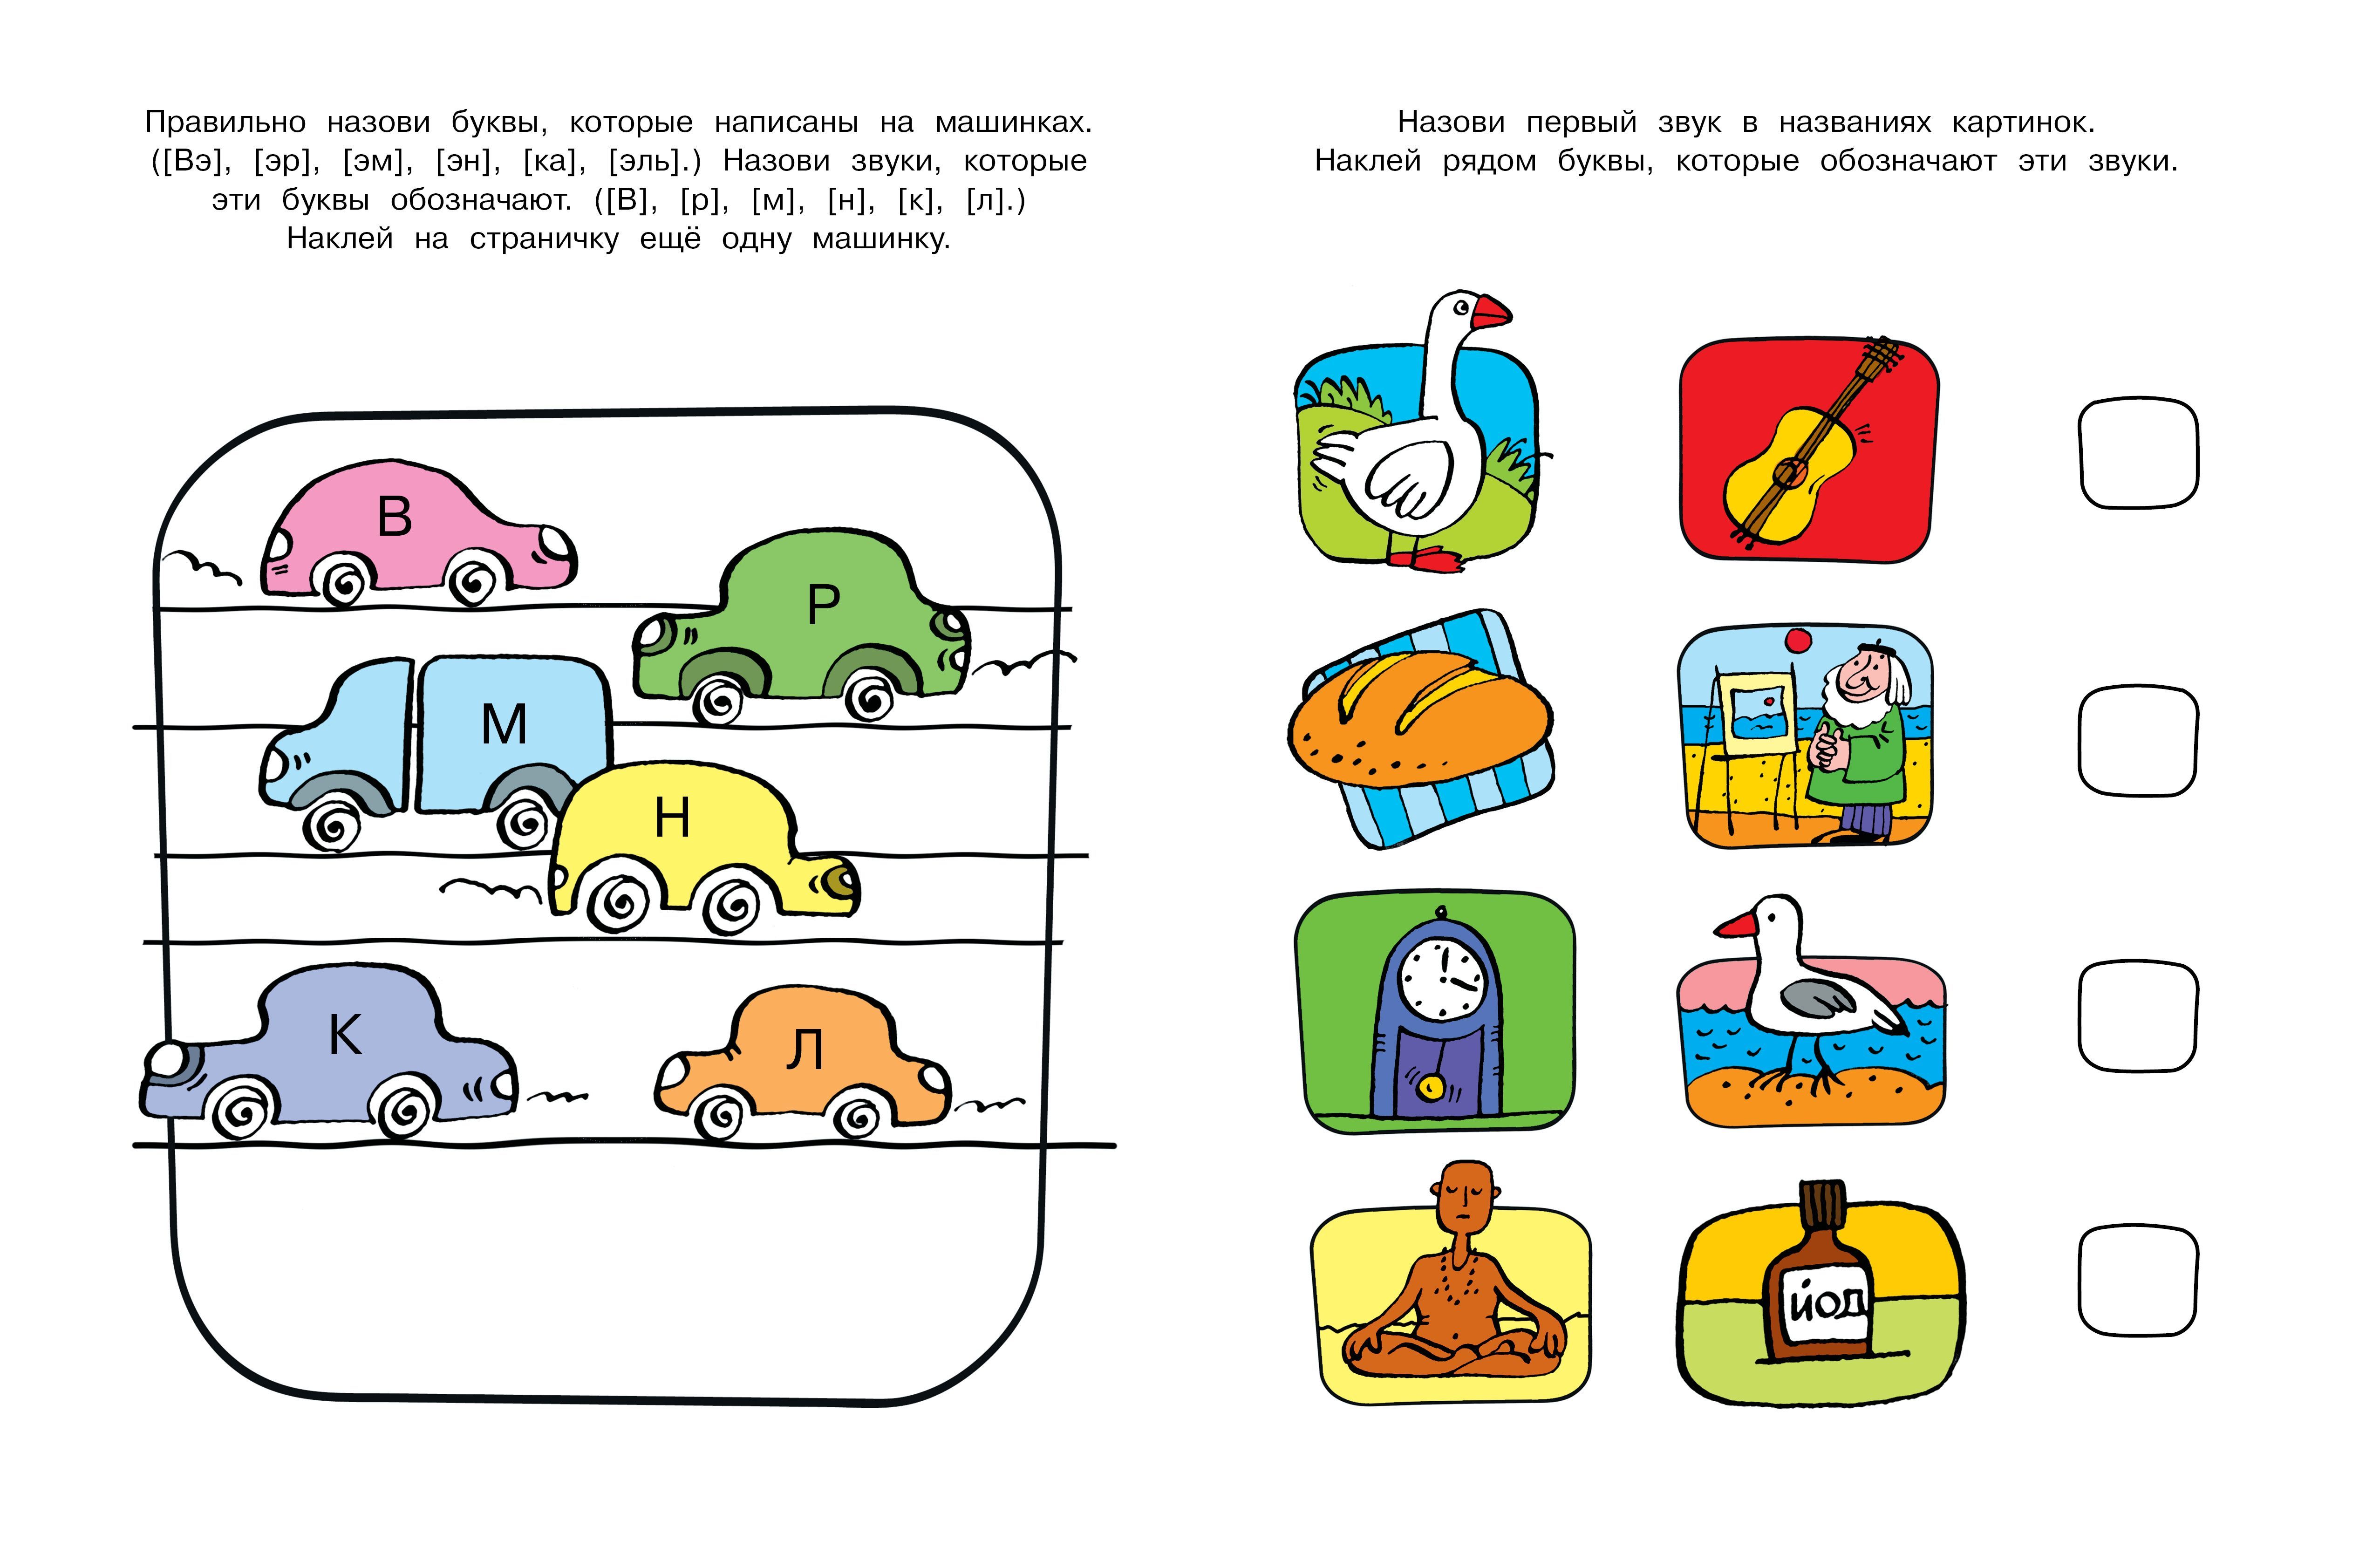 Правильно назови буквы, которые написаны на машинках.
([Вэ], [эр], [эм], [эн], [ка], [эль].) Назови звуки, которые
эти буквы обозначают. ([В], [р], [м], [н], [к], [л].)
Наклей на страничку ещё одну машинку.
В
Р
М
Н
К
Л
Назови первый звук в названиях картинок.
Наклей рядом буквы, которые обозначают эти звуки.
йод